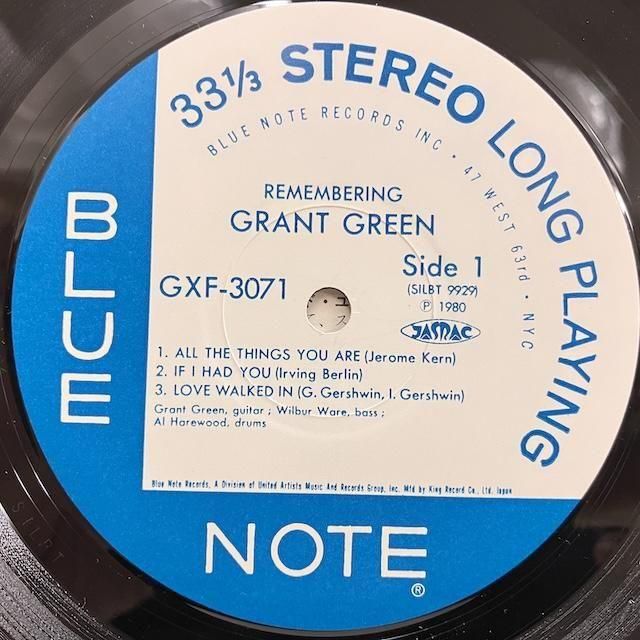 33⅓ STEREO LONG PLAYING
BLUE NOTE RECORDS INC • 47 WEST 63rd • NYC
REMEMBERING
GRANT GREEN
GXF-3071
Side 1
(SILBT 9929)
Ⓟ 1980
JASRAC
1. ALL THE THINGS YOU ARE (Jerome Kern)
2. IF I HAD YOU (Irving Berlin)
3. LOVE WALKED IN (G. Gershwin, I. Gershwin)
Grant Green, guitar ; Wilbur Ware, bass ;
Al Harewood, drums
Blue Note Records, A Division of United Artists Music And Records Group, Inc. Mfd by King Record Co., Ltd. Japan
BLUE
NOTE®
SILBT